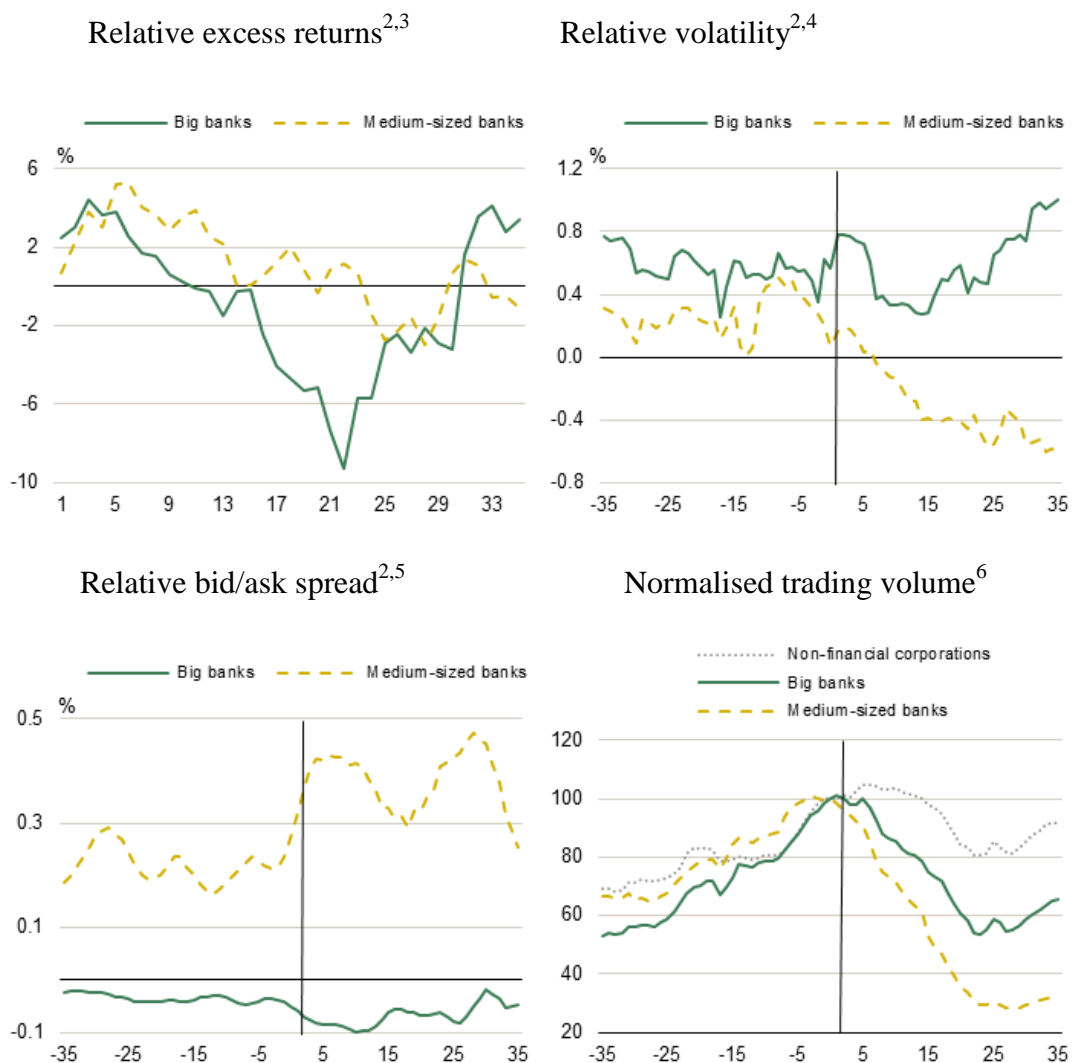 Relative excess returns2,3
Relative volatility2,4
Big banks
Medium-sized banks
%
6
2
-2
-6
-10
1 5 9 13 17 21 25 29 33
Big banks
Medium-sized banks
%
1.2
0.8
0.4
0.0
-0.4
-0.8
-35 -25 -15 -5 5 15 25 35
Relative bid/ask spread2,5
Normalised trading volume6
Big banks
Medium-sized banks
%
0.5
0.3
0.1
-0.1
-35 -25 -15 -5 5 15 25 35
Non-financial corporations
Big banks
Medium-sized banks
120
100
80
60
40
20
-35 -25 -15 -5 5 15 25 35